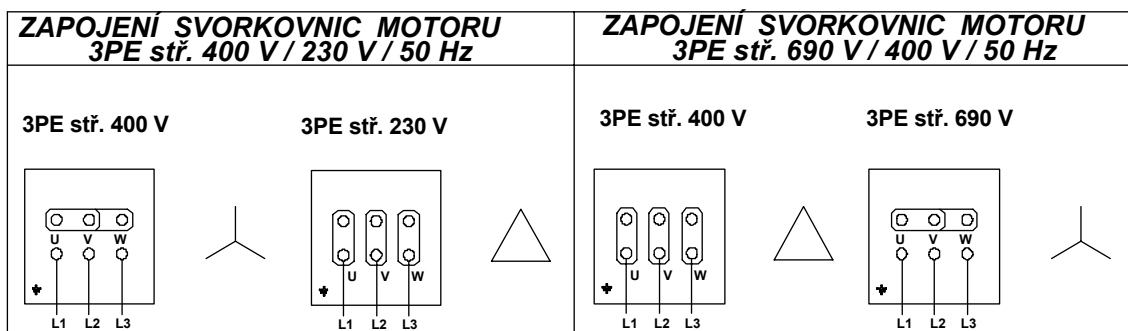 ZAPOJENÍ SVORKOVNIC MOTORU
3PE stř. 400 V / 230 V / 50 Hz
3PE stř. 400 V
U V W
L1 L2 L3
3PE stř. 230 V
U V W
L1 L2 L3
ZAPOJENÍ SVORKOVNIC MOTORU
3PE stř. 690 V / 400 V / 50 Hz
3PE stř. 400 V
U V W
L1 L2 L3
3PE stř. 690 V
U V W
L1 L2 L3